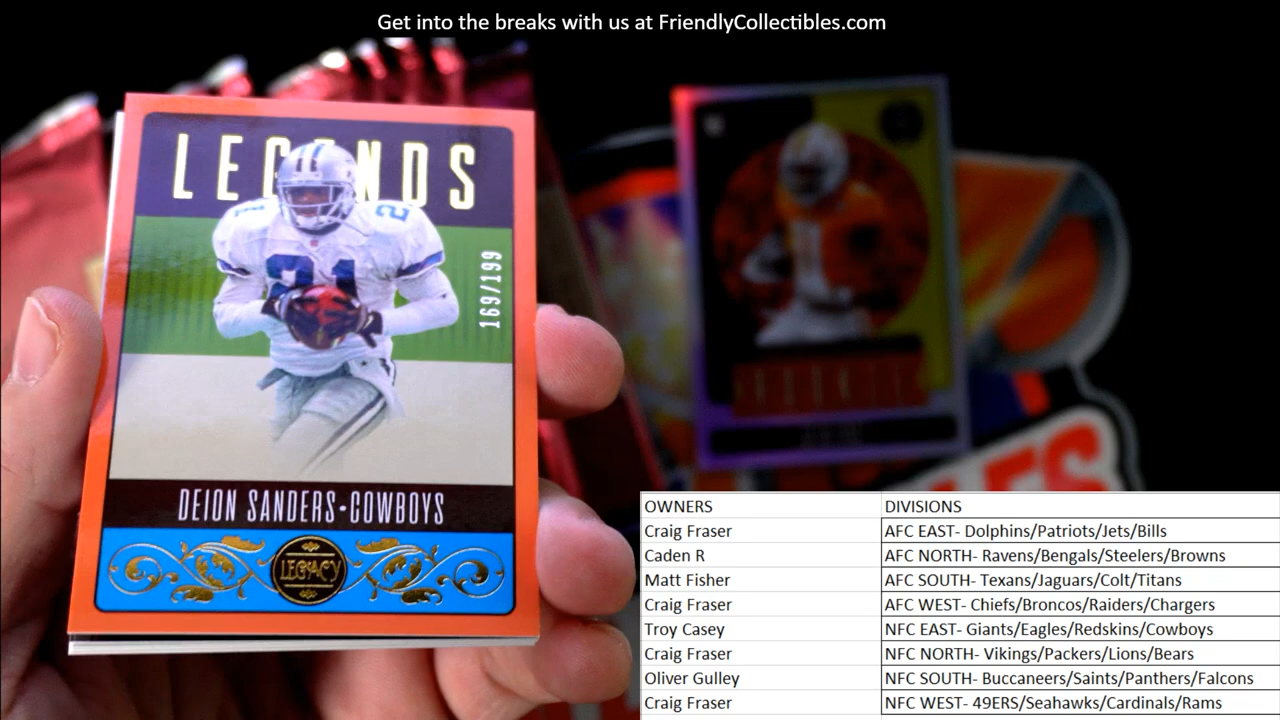 Get into the breaks with us at FriendlyCollectibles.com
LEGENDS
21
2
169/199
DEION SANDERS•COWBOYS
LEGACY
OWNERS DIVISIONS
Craig Fraser AFC EAST- Dolphins/Patriots/Jets/Bills
Caden R AFC NORTH- Ravens/Bengals/Steelers/Browns
Matt Fisher AFC SOUTH- Texans/Jaguars/Colt/Titans
Craig Fraser AFC WEST- Chiefs/Broncos/Raiders/Chargers
Troy Casey NFC EAST- Giants/Eagles/Redskins/Cowboys
Craig Fraser NFC NORTH- Vikings/Packers/Lions/Bears
Oliver Gulley NFC SOUTH- Buccaneers/Saints/Panthers/Falcons
Craig Fraser NFC WEST- 49ERS/Seahawks/Cardinals/Rams